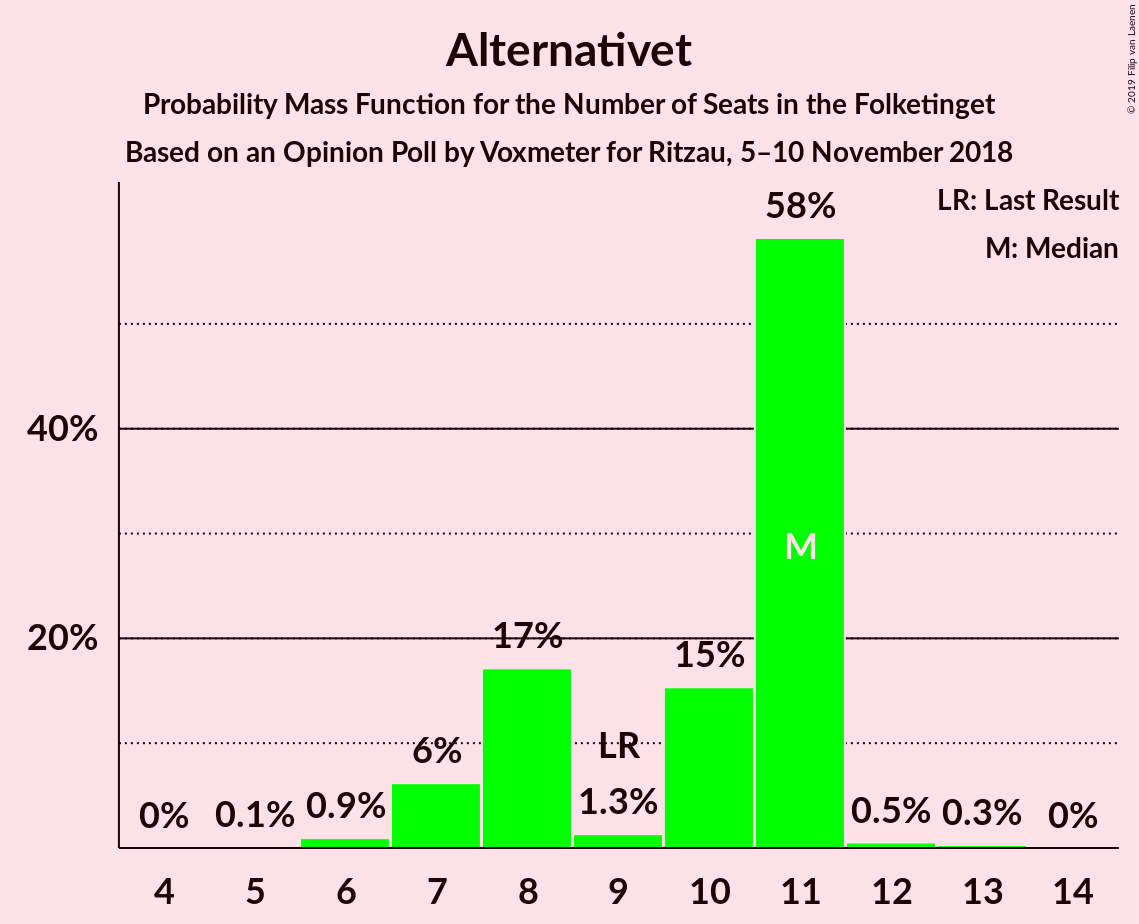 Alternativet
Probability Mass Function for the Number of Seats in the Folketinget
Based on an Opinion Poll by Voxmeter for Ritzau, 5–10 November 2018
© 2019 Filip van Laenen
LR: Last Result
M: Median
58%
40%
M
20%
17%
15%
6%
LR
0%
0.1%
0.9%
1.3%
0.5%
0.3%
0%
4 5 6 7 8 9 10 11 12 13 14